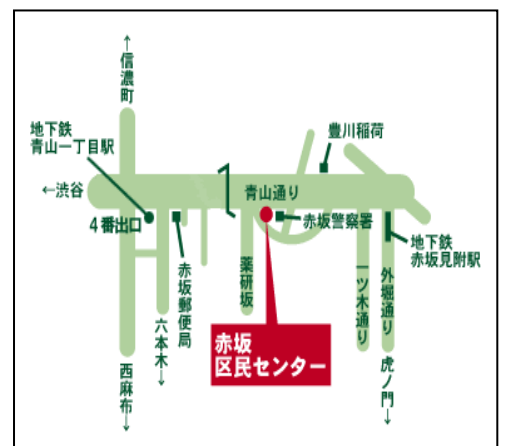 ↑信濃町
地下鉄
青山一丁目駅
豊川稲荷
←渋谷
青山通り
4番出口
赤坂警察署
地下鉄
赤坂見附駅
赤坂郵便局
薬研坂
一ツ木通り
外堀通り
六本木↓
赤坂
区民センター
西麻布↓
虎ノ門↓